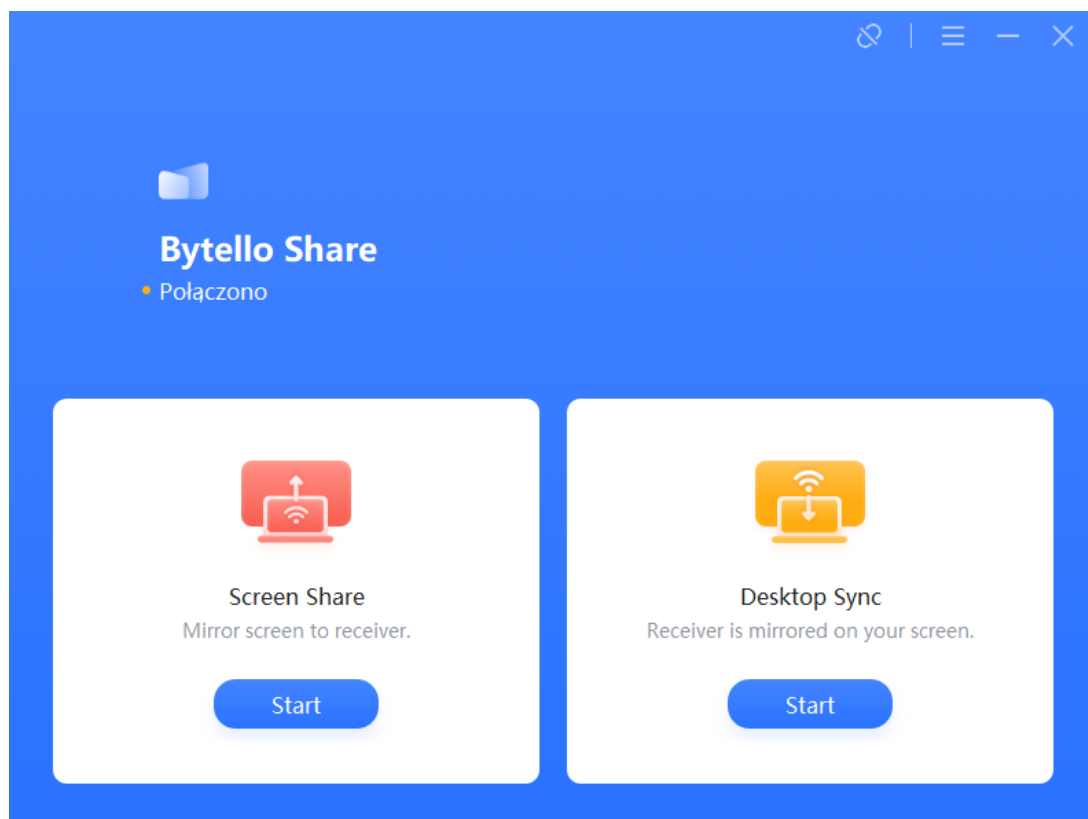 Bytello Share
Połączono
Screen Share
Mirror screen to receiver.
Start
Desktop Sync
Receiver is mirrored on your screen.
Start